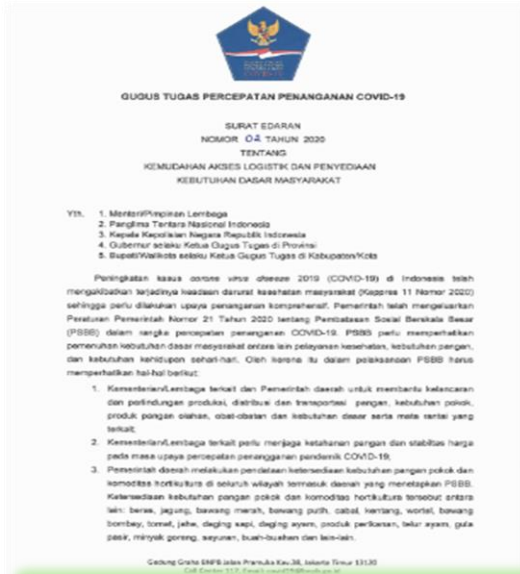 GUGUS TUGAS PERCEPATAN PENANGANAN COVID-19
SURAT EDARAN
NOMOR 02 TAHUN 2020
TENTANG
KEMUDAHAN AKSES LOGISTIK DAN PENYEDIAAN
KEBUTUHAN DASAR MASYARAKAT
Yth. 1. Menteri/Pimpinan Lembaga
2. Panglima Tentara Nasional Indonesia
3. Kepala Kepolisian Negara Republik Indonesia
4. Gubernur selaku Ketua Gugus Tugas di Provinsi
5. Bupati/Walikota selaku Ketua Gugus Tugas di Kabupaten/Kota
Peningkatan kasus corona virus disease 2019 (COVID-19) di Indonesia telah
mengakibatkan terjadinya keadaan darurat kesehatan masyarakat (Keppres 11 Nomor 2020)
sehingga perlu dilakukan upaya penanganan komprehensif. Pemerintah telah mengeluarkan
Peraturan Pemerintah Nomor 21 Tahun 2020 tentang Pembatasan Sosial Berskala Besar
(PSBB) dalam rangka percepatan penanganan COVID-19. PSBB perlu memperhatikan
pemenuhan kebutuhan dasar masyarakat antara lain pelayanan kesehatan, kebutuhan pangan,
dan kebutuhan kehidupan sehari-hari. Oleh karena itu dalam pelaksanaan PSBB harus
memperhatikan hal-hal berikut:
1. Kementerian/Lembaga terkait dan Pemerintah daerah untuk membantu kelancaran
dan perlindungan produksi, distribusi dan transportasi pangan, kebutuhan pokok,
produk pangan olahan, obat-obatan dan kebutuhan dasar serta mata rantai yang
terkait;
2. Kementerian/Lembaga terkait perlu menjaga ketahanan pangan dan stabilitas harga
pada masa upaya percepatan penangganan pandemik COVID-19;
3. Pemerintah daerah melakukan pendataan ketersediaan kebutuhan pangan pokok dan
komoditas hortikultura di seluruh wilayah termasuk daerah yang menetapkan PSBB.
Ketersediaan kebutuhan pangan pokok dan komoditas hortikultura tersebut antara
lain: beras, jagung, bawang merah, bawang putih, cabai, kentang, wortel, bawang
bombay, tomat, jahe, daging sapi, daging ayam, produk perikanan, telur ayam, gula
pasir, minyak goreng, sayuran, buah-buahan dan lain-lain.
Gedung Graha BNPB Jalan Pramuka Kav.38, Jakarta Timur 13120
Call Center 117, Email: